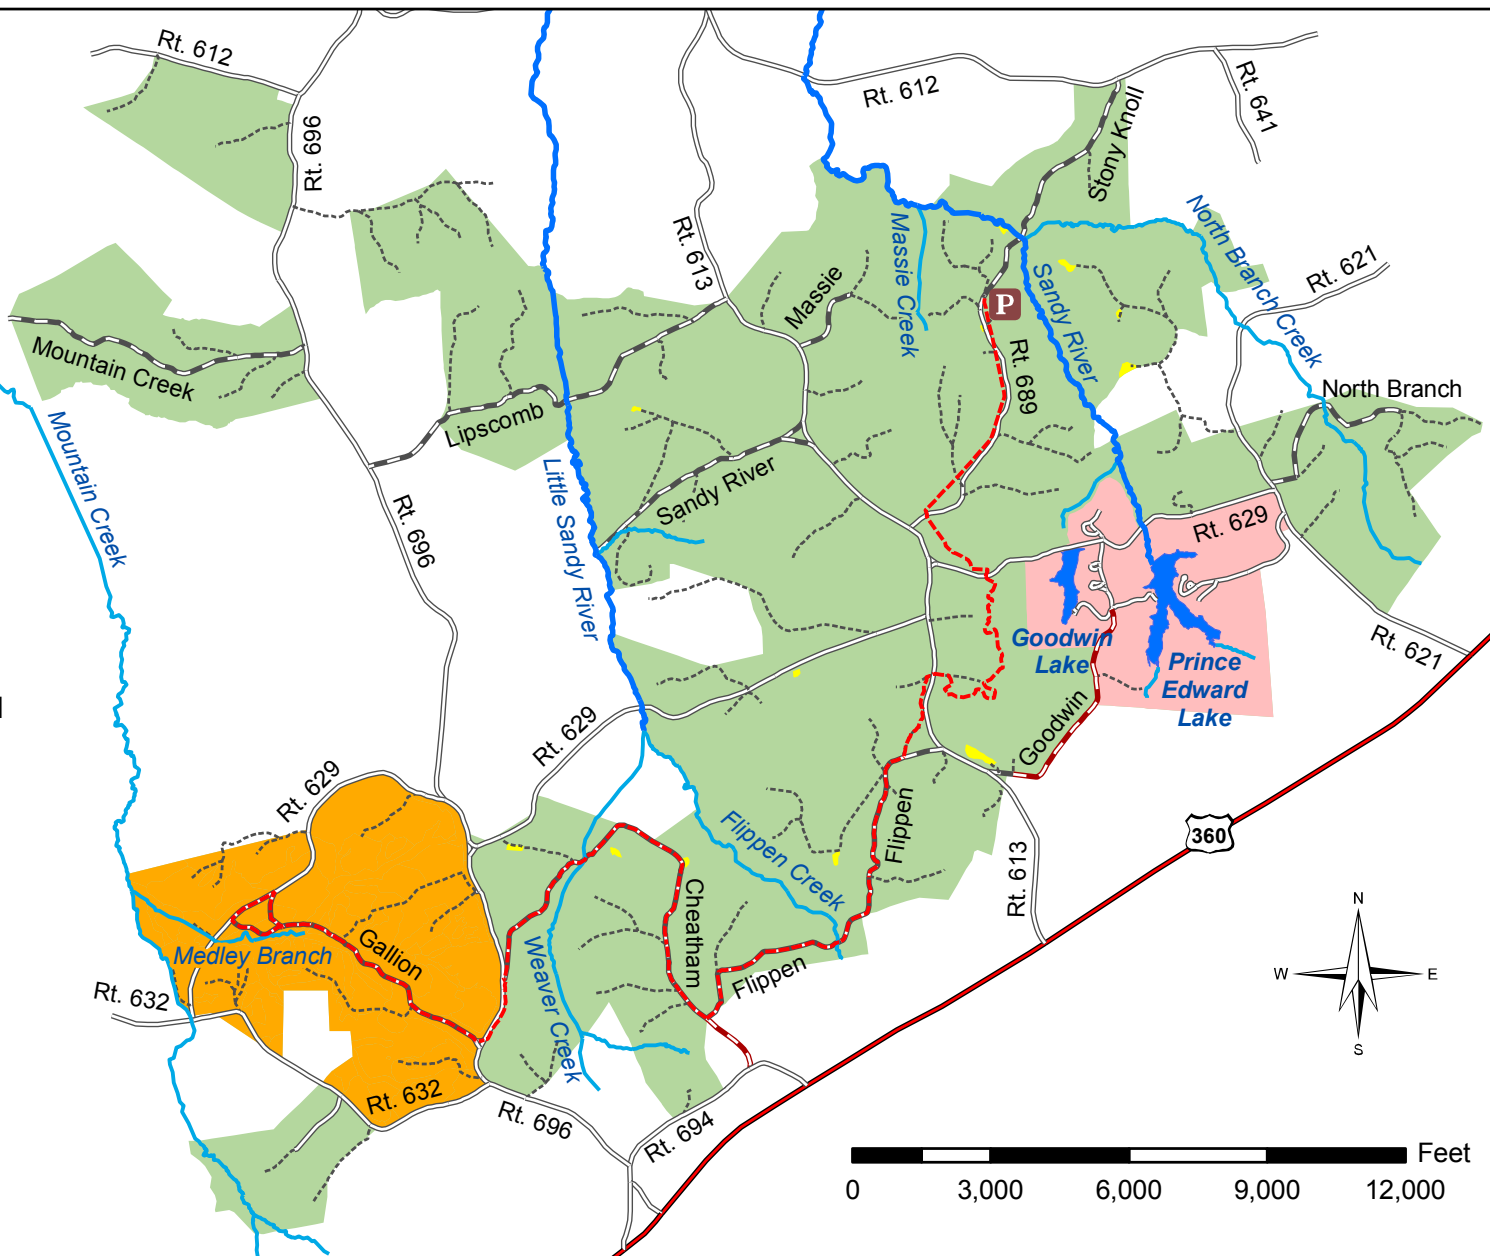 Rt. 612
Rt. 612
Rt. 641
Rt. 696
Stony Knoll
Massie Creek
North Branch Creek
Rt. 613
Massie
Sandy River
Rt. 621
P
Rt. 689
Mountain Creek
Lipscomb
North Branch
Mountain Creek
Little Sandy River
Sandy River
Rt. 696
Rt. 629
Goodwin
Lake
Prince
Edward
Lake
Rt. 621
Rt. 629
Goodwin
Rt. 629
Flippen Creek
Flippen
360
Cheatham
Rt. 613
Gallion
Medley Branch
Weaver Creek
Flippen
Rt. 632
N
W
E
S
Rt. 632
Rt. 696
Rt. 694
Feet
0
3,000
6,000
9,000
12,000